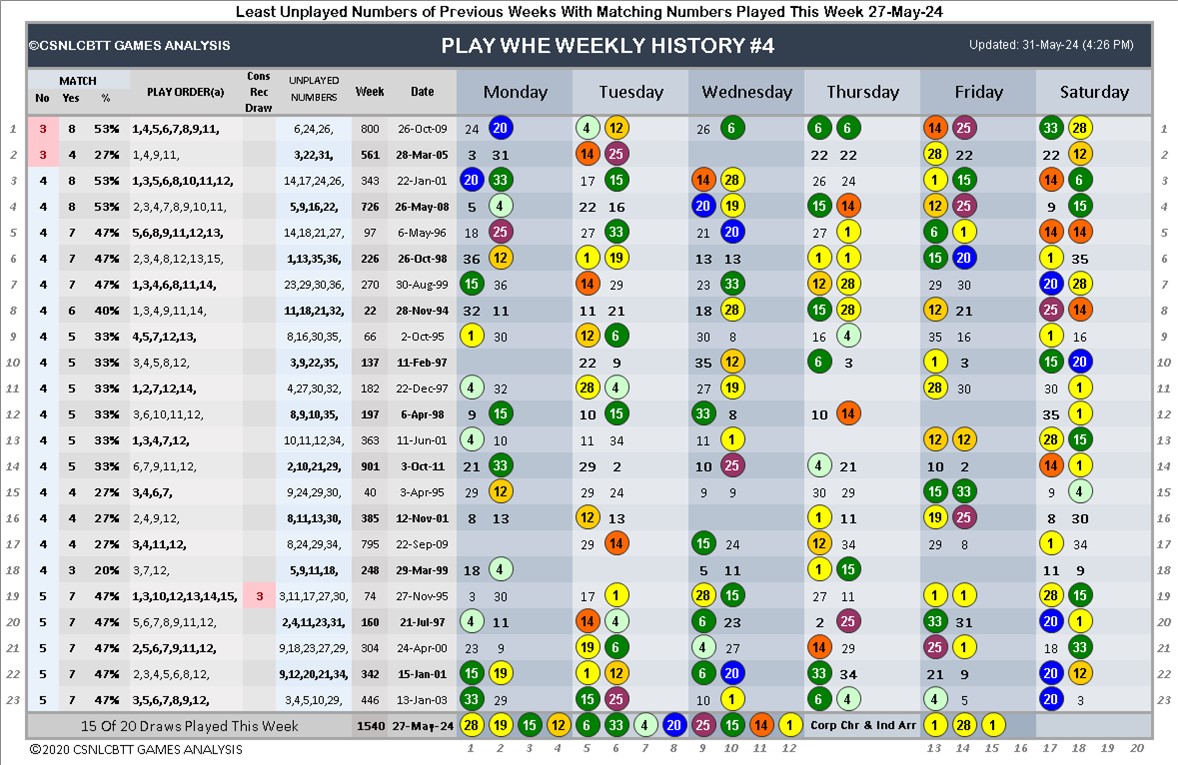 Least Unplayed Numbers of Previous Weeks With Matching Numbers Played This Week 27-May-24
©CSNLCBTT GAMES ANALYSIS PLAY WHE WEEKLY HISTORY #4 Updated: 31-May-24 (4:26 PM)
MATCH
No Yes % PLAY ORDER(a) Cons Rec Draw UNPLAYED NUMBERS Week Date Monday Tuesday Wednesday Thursday Friday Saturday
1 3 8 53% 1,4,5,6,7,8,9,11, 6,24,26, 800 26-Oct-09 24 20 4 12 26 6 6 6 14 25 33 28 1
2 3 4 27% 1,4,9,11, 3,22,31, 561 28-Mar-05 3 31 14 25 22 22 28 22 22 12 2
3 4 8 53% 1,3,5,6,8,10,11,12, 14,17,24,26, 343 22-Jan-01 20 33 17 15 14 28 26 24 1 15 14 6 3
4 4 8 53% 2,3,4,7,8,9,10,11, 5,9,16,22, 726 26-May-08 5 4 22 16 20 19 15 14 12 25 9 15 4
5 4 7 47% 5,6,8,9,11,12,13, 14,18,21,27, 97 6-May-96 18 25 27 33 21 20 27 1 6 1 14 14 5
6 4 7 47% 2,3,4,8,12,13,15, 1,13,35,36, 226 26-Oct-98 36 12 1 19 13 13 1 1 15 20 1 35 6
7 4 7 47% 1,3,4,6,8,11,14, 23,29,30,36, 270 30-Aug-99 15 36 14 29 23 33 12 28 29 30 20 28 7
8 4 6 40% 1,3,4,9,11,14, 11,18,21,32, 22 28-Nov-94 32 11 11 21 18 28 15 28 12 21 25 14 8
9 4 5 33% 4,5,7,12,13, 8,16,30,35, 66 2-Oct-95 1 30 12 6 30 8 16 4 35 16 1 16 9
10 4 5 33% 3,4,5,8,12, 3,9,22,35, 137 11-Feb-97 22 9 35 12 6 3 1 3 15 20 10
11 4 5 33% 1,2,7,12,14, 4,27,30,32, 182 22-Dec-97 4 32 28 4 27 19 28 30 30 1 11
12 4 5 33% 3,6,10,11,12, 8,9,10,35, 197 6-Apr-98 9 15 10 15 33 8 10 14 35 1 12
13 4 5 33% 1,3,4,7,12, 10,11,12,34, 363 11-Jun-01 4 10 11 34 11 1 12 12 28 15 13
14 4 5 33% 6,7,9,11,12, 2,10,21,29, 901 3-Oct-11 21 33 29 2 10 25 4 21 10 2 14 1 14
15 4 4 27% 3,4,6,7, 9,24,29,30, 40 3-Apr-95 29 12 29 24 9 9 30 29 15 33 9 4 15
16 4 4 27% 2,4,9,12, 8,11,13,30, 385 12-Nov-01 8 13 12 13 1 11 19 25 8 30 16
17 4 4 27% 3,4,11,12, 8,24,29,34, 795 22-Sep-09 29 14 15 24 12 34 29 8 1 34 17
18 4 3 20% 3,7,12, 5,9,11,18, 248 29-Mar-99 18 4 5 11 1 15 11 9 18
19 5 7 47% 1,3,10,12,13,14,15, 3 3,11,17,27,30, 74 27-Nov-95 3 30 17 1 28 15 27 11 1 1 28 15 19
20 5 7 47% 5,6,7,8,9,11,12, 2,4,11,23,31, 160 21-Jul-97 4 11 14 4 6 23 2 25 33 31 20 1 20
21 5 7 47% 2,5,6,7,9,11,12, 9,18,23,27,29, 304 24-Apr-00 23 9 19 6 4 27 14 29 25 1 18 33 21
22 5 7 47% 2,3,4,5,6,8,12, 9,12,20,21,34, 342 15-Jan-01 15 19 1 12 6 20 33 34 21 9 20 12 22
23 5 7 47% 3,5,6,7,8,9,12, 3,4,5,10,29, 446 13-Jan-03 33 29 15 25 10 1 6 4 4 5 20 3 23
15 Of 20 Draws Played This Week 1540 27-May-24 28 19 15 12 6 33 4 20 25 15 14 1 Corp Chr & Ind Arr 1 28 1
©2020 CSNLCBTT GAMES ANALYSIS 1 2 3 4 5 6 7 8 9 10 11 12 13 14 15 16 17 18 19 20